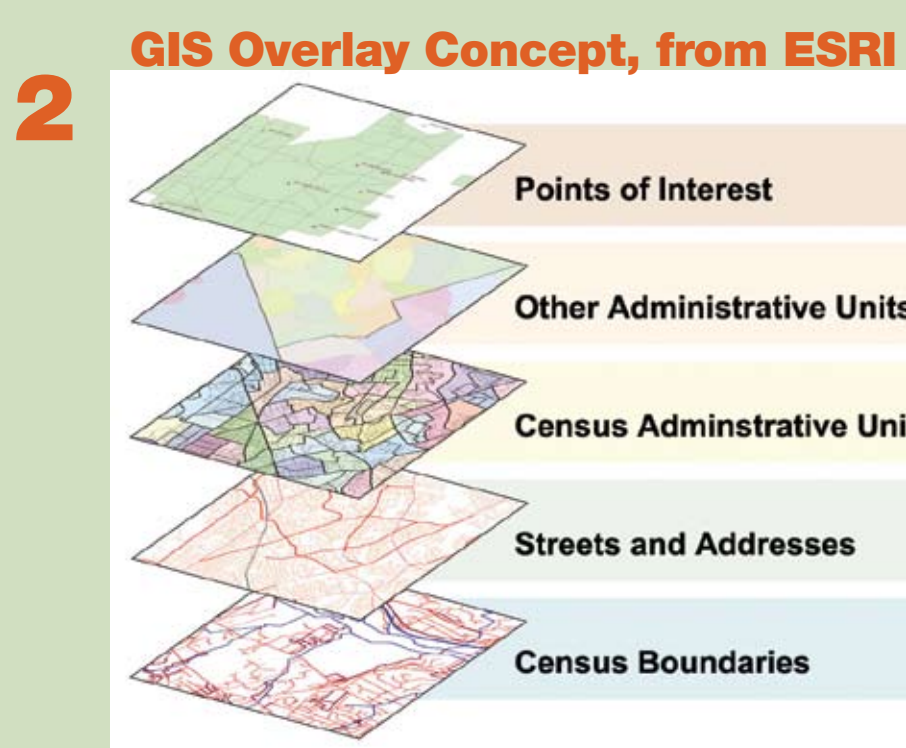 GIS Overlay Concept, from ESRI
2
Points of Interest
Other Administrative Units
Census Adminstrative Uni
Streets and Addresses
Census Boundaries